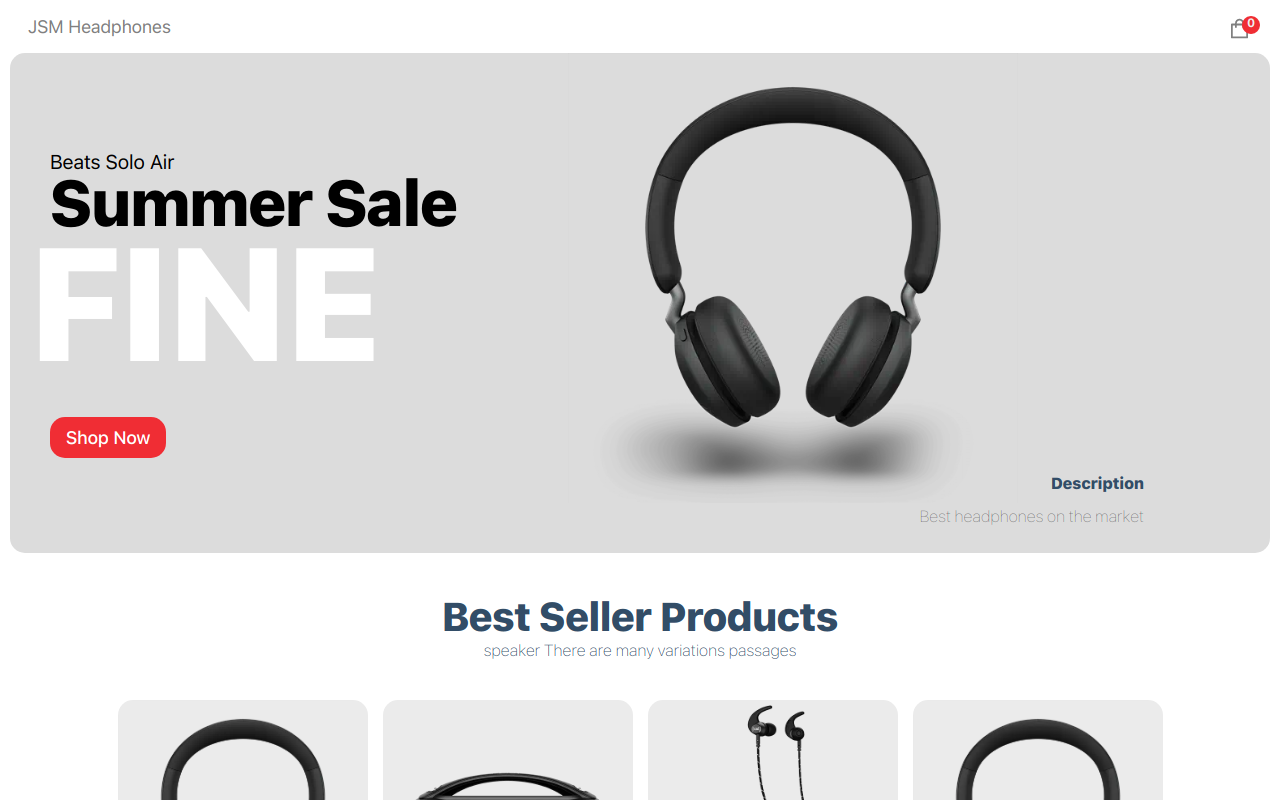 JSM Headphones
0
Beats Solo Air
Summer Sale
FINE
Shop Now
Description
Best headphones on the market
Best Seller Products
speaker There are many variations passages